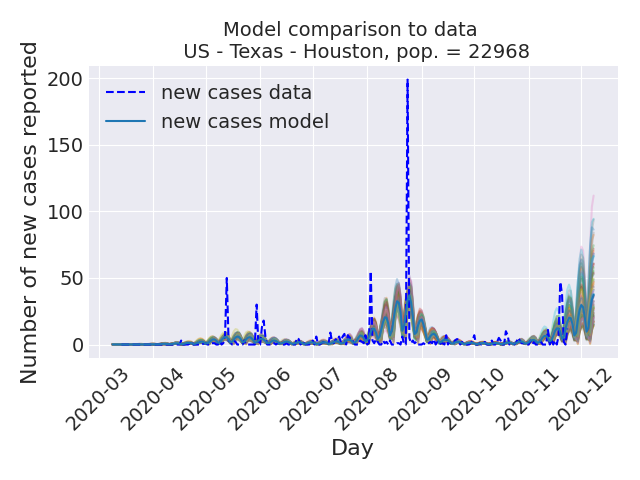 Model comparison to data
US - Texas - Houston, pop. = 22968
Number of new cases reported
200
150
100
50
0
new cases data
new cases model
2020-03
2020-04
2020-05
2020-06
2020-07
2020-08
2020-09
2020-10
2020-11
2020-12
Day